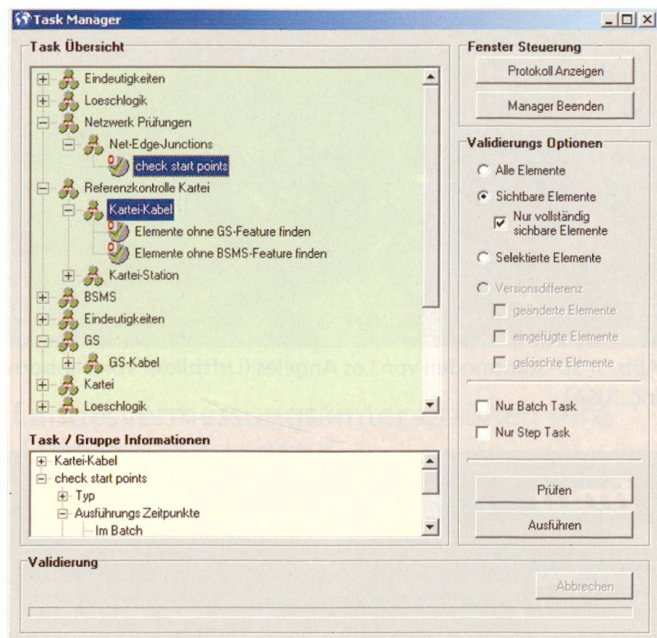 Task Manager
Task Übersicht
Eindeutigkeiten
Loeschlogik
Netzwerk Prüfungen
Net-Edge-Junctions
check start points
Referenzkontrolle Kartei
Kartei-Kabel
Elemente ohne GS-Feature finden
Elemente ohne BSMS-Feature finden
Kartei-Station
BSMS
Eindeutigkeiten
GS
GS-Kabel
Kartei
Loeschlogik
Task / Gruppe Informationen
Kartei-Kabel
check start points
Typ
Ausführungs Zeitpunkte
Im Batch
Fenster Steuerung
Protokoll Anzeigen
Manager Beenden
Validierungs Optionen
Alle Elemente
Sichtbare Elemente
Nur vollständig
sichbare Elemente
Selektierte Elemente
Versionsdifferenz
geänderte Elemente
eingefügte Elemente
gelöschte Elemente
Nur Batch Task
Nur Step Task
Prüfen
Ausführen
Validierung
Abbrechen